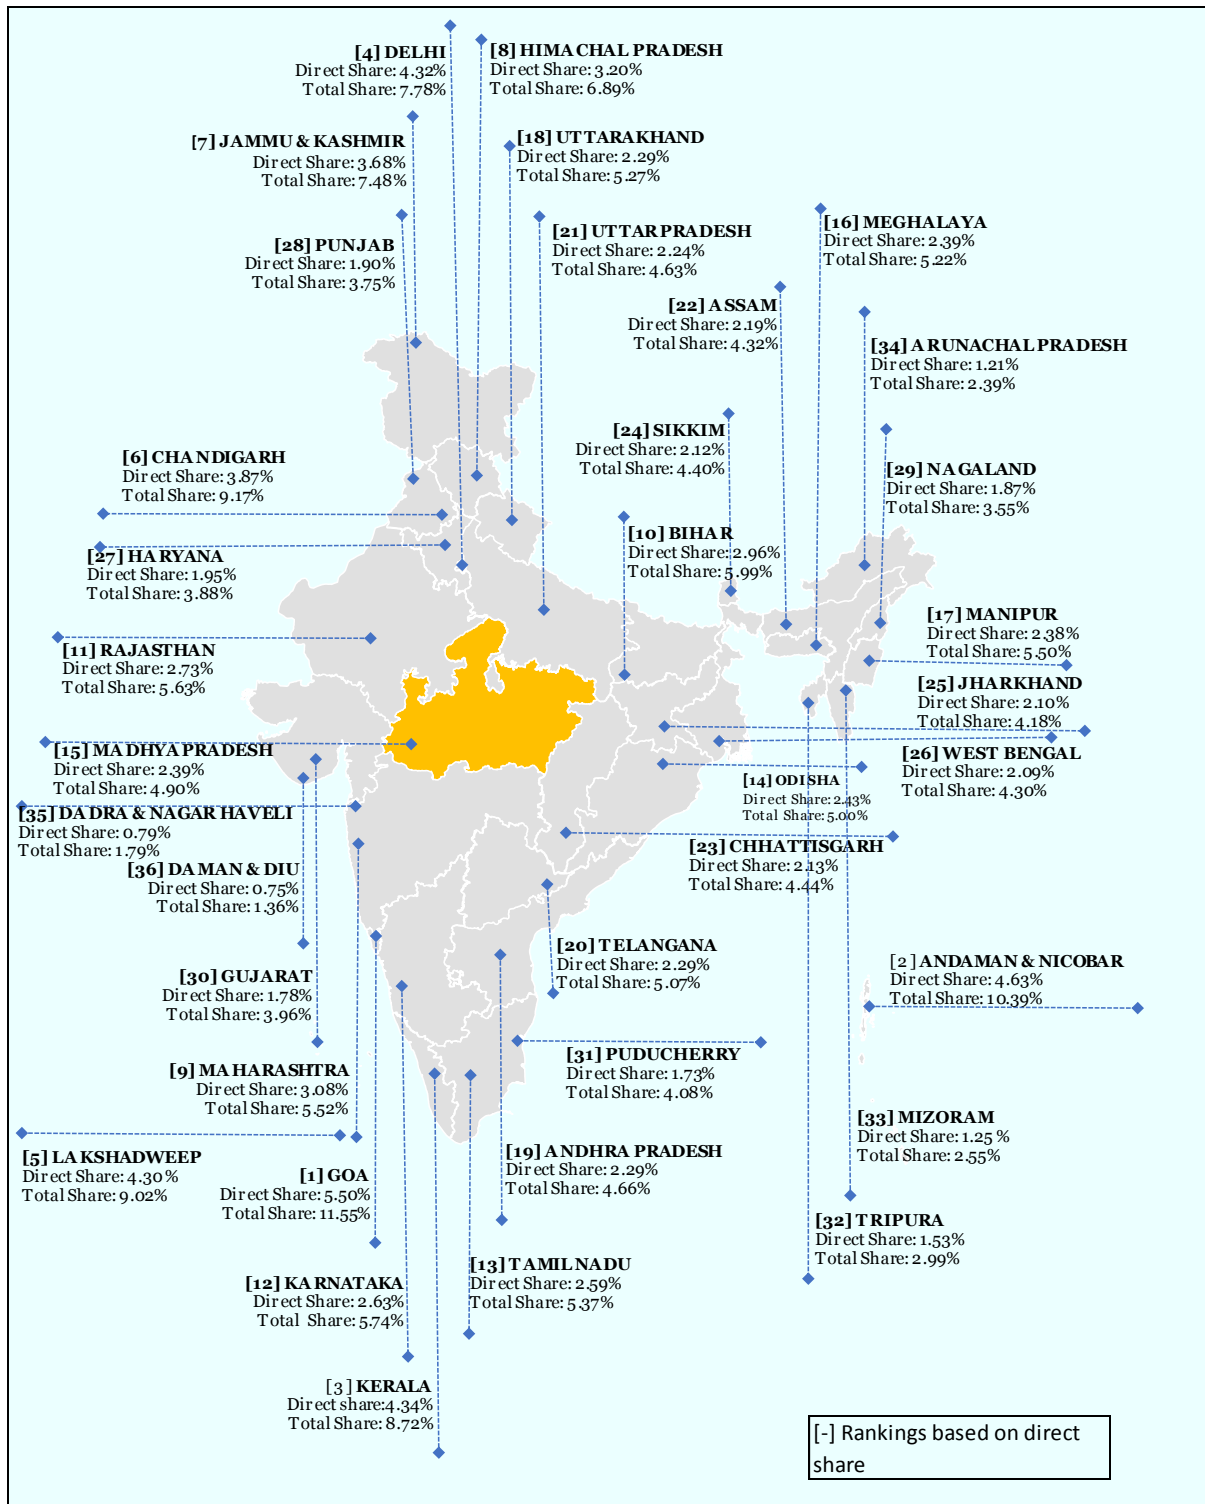 [4] DELHI
Direct Share: 4.32%
Total Share: 7.78%
[8] HIMACHAL PRADESH
Direct Share: 3.20%
Total Share: 6.89%
[7] JAMMU & KASHMIR
Direct Share: 3.68%
Total Share: 7.48%
[18] UTTARAKHAND
Direct Share: 2.29%
Total Share: 5.27%
[28] PUNJAB
Direct Share: 1.90%
Total Share: 3.75%
[21] UTTAR PRADESH
Direct Share: 2.24%
Total Share: 4.63%
[16] MEGHALAYA
Direct Share: 2.39%
Total Share: 5.22%
[22] ASSAM
Direct Share: 2.19%
Total Share: 4.32%
[34] ARUNACHAL PRADESH
Direct Share: 1.21%
Total Share: 2.39%
[24] SIKKIM
Direct Share: 2.12%
Total Share: 4.40%
[6] CHANDIGARH
Direct Share: 3.87%
Total Share: 9.17%
[29] NAGALAND
Direct Share: 1.87%
Total Share: 3.55%
[10] BIHAR
Direct Share: 2.96%
Total Share: 5.99%
[27] HARYANA
Direct Share: 1.95%
Total Share: 3.88%
[17] MANIPUR
Direct Share: 2.38%
Total Share: 5.50%
[11] RAJASTHAN
Direct Share: 2.73%
Total Share: 5.63%
[25] JHARKHAND
Direct Share: 2.10%
Total Share: 4.18%
[15] MADHYA PRADESH
Direct Share: 2.39%
Total Share: 4.90%
[26] WEST BENGAL
Direct Share: 2.09%
Total Share: 4.30%
[14] ODISHA
Direct Share: 2.43%
Total Share: 5.00%
[35] DADRA & NAGAR HAVELI
Direct Share: 0.79%
Total Share: 1.79%
[23] CHHATTISGARH
Direct Share: 2.13%
Total Share: 4.44%
[36] DAMAN & DIU
Direct Share: 0.75%
Total Share: 1.36%
[20] TELANGANA
Direct Share: 2.29%
Total Share: 5.07%
[2] ANDAMAN & NICOBAR
Direct Share: 4.63%
Total Share: 10.39%
[30] GUJARAT
Direct Share: 1.78%
Total Share: 3.96%
[31] PUDUCHERRY
Direct Share: 1.73%
Total Share: 4.08%
[9] MAHARASHTRA
Direct Share: 3.08%
Total Share: 5.52%
[33] MIZORAM
Direct Share: 1.25 %
Total Share: 2.55%
[5] LAKSHADWEEP
Direct Share: 4.30%
Total Share: 9.02%
[19] ANDHRA PRADESH
Direct Share: 2.29%
Total Share: 4.66%
[1] GOA
Direct Share: 5.50%
Total Share: 11.55%
[32] TRIPURA
Direct Share: 1.53%
Total Share: 2.99%
[13] TAMIL NADU
Direct Share: 2.59%
Total Share: 5.37%
[12] KARNATAKA
Direct Share: 2.63%
Total Share: 5.74%
[3] KERALA
Direct share:4.34%
Total Share: 8.72%
[-] Rankings based on direct
share